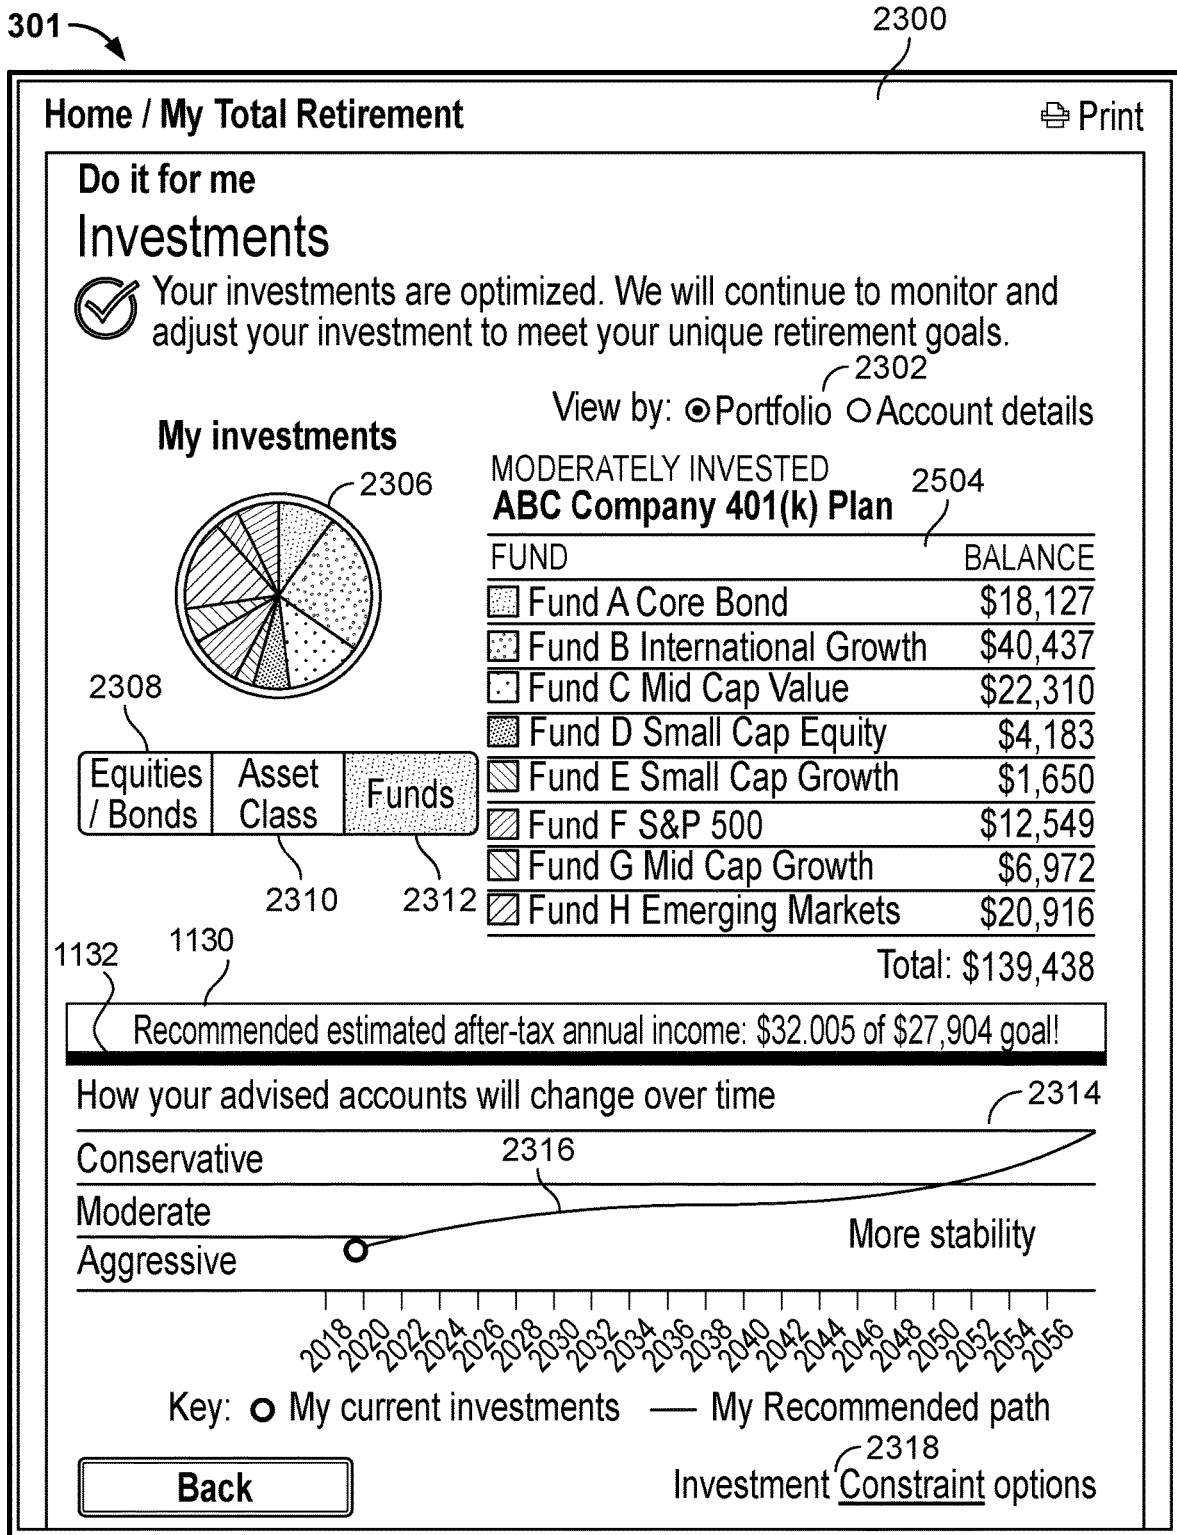 301
2300
Home / My Total Retirement
Print
Do it for me
Investments
Your investments are optimized. We will continue to monitor and
adjust your investment to meet your unique retirement goals.
2302
View by: Portfolio Account details
My investments
2306
MODERATELY INVESTED
2504
ABC Company 401(k) Plan
FUND BALANCE
Fund A Core Bond $18,127
Fund B International Growth $40,437
Fund C Mid Cap Value $22,310
Fund D Small Cap Equity $4,183
Fund E Small Cap Growth $1,650
Fund F S&P 500 $12,549
Fund G Mid Cap Growth $6,972
Fund H Emerging Markets $20,916
Total: $139,438
2308
Equities / Bonds
Asset Class
Funds
2310
2312
1132
1130
Recommended estimated after-tax annual income: $32.005 of $27,904 goal!
How your advised accounts will change over time
2314
Conservative
2316
Moderate
More stability
Aggressive
2018 2020 2022 2024 2026 2028 2030 2032 2034 2036 2038 2040 2042 2044 2046 2048 2050 2052 2054 2056
Key: My current investments — My Recommended path
2318
Back
Investment Constraint options